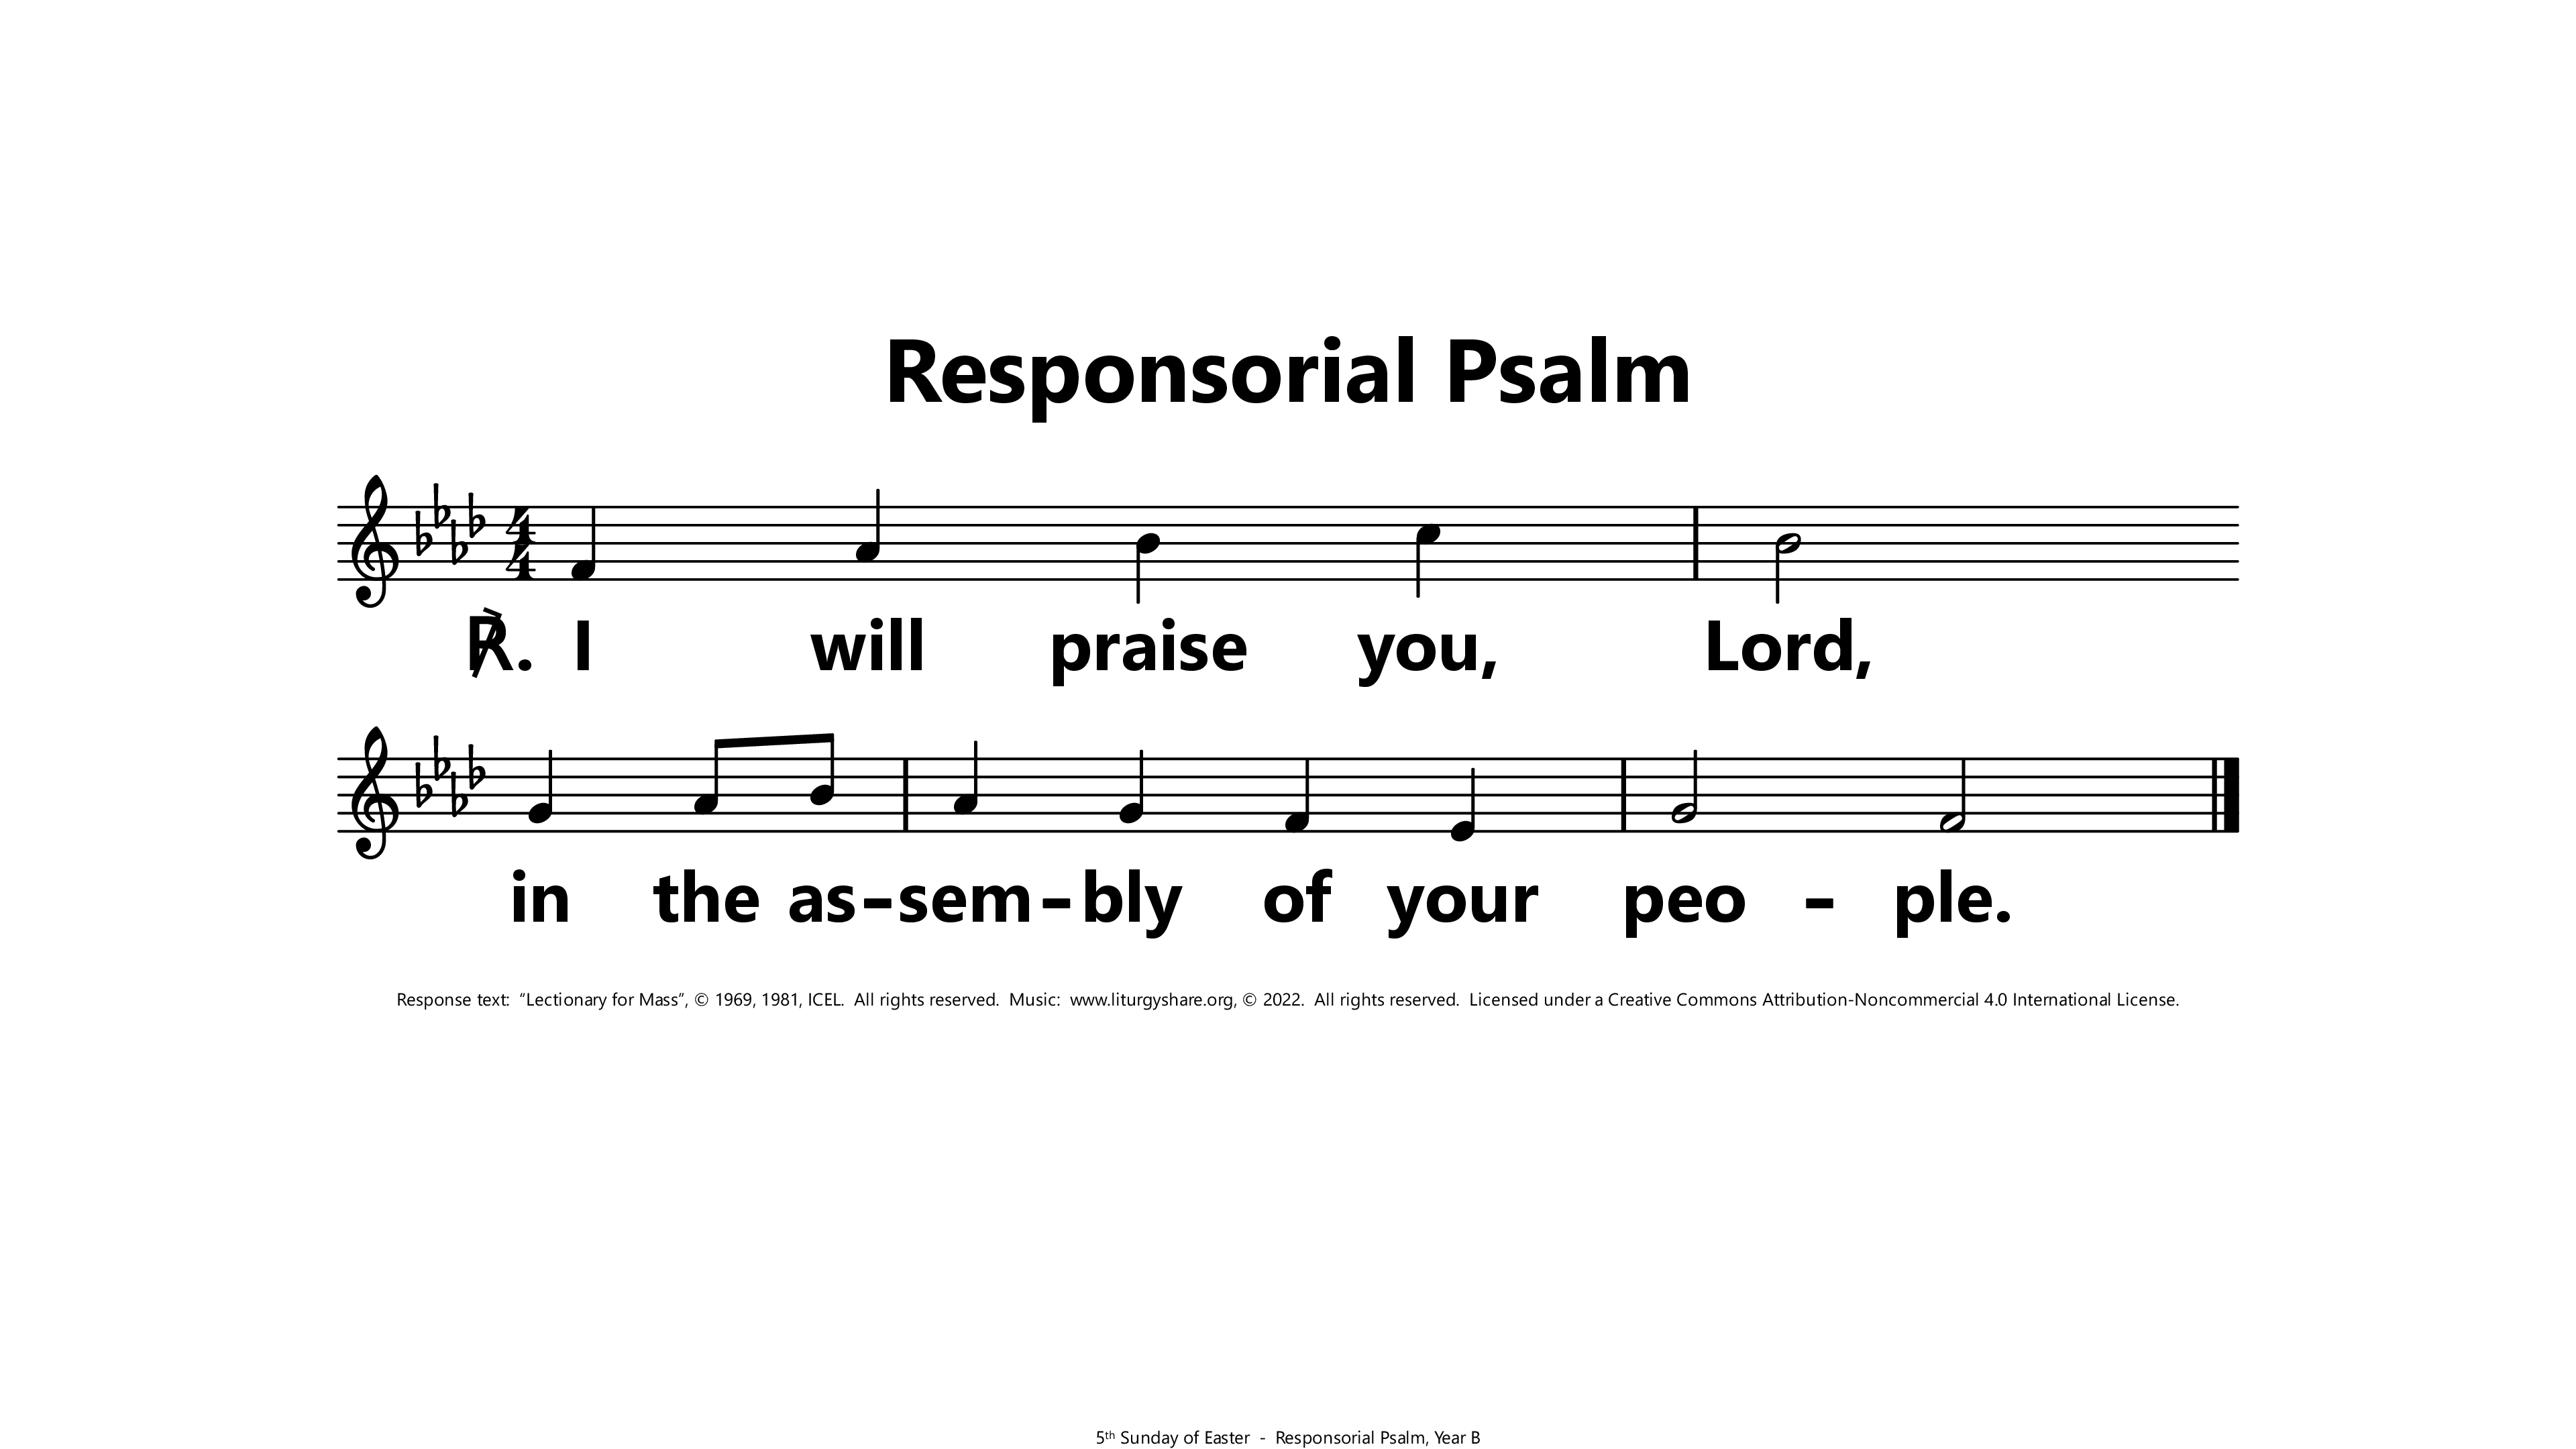 Responsorial Psalm
℟. I will praise you, Lord,
in the as-sem-bly of your peo - ple.
Response text:  “Lectionary for Mass”, © 1969, 1981, ICEL.  All rights reserved.  Music:  www.liturgyshare.org, © 2022.  All rights reserved.  Licensed under a Creative Commons Attribution-Noncommercial 4.0 International License.
5th Sunday of Easter  -  Responsorial Psalm, Year B